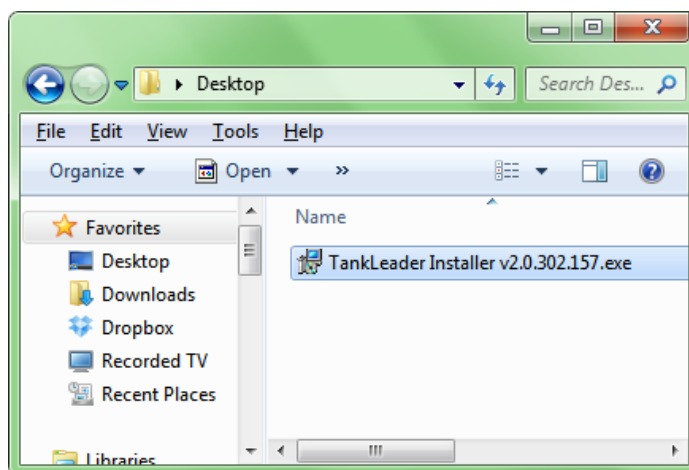 Desktop
Search Des...
File Edit View Tools Help
Organize Open »
Favorites
Desktop
Downloads
Dropbox
Recorded TV
Recent Places
Libraries
Name
TankLeader Installer v2.0.302.157.exe